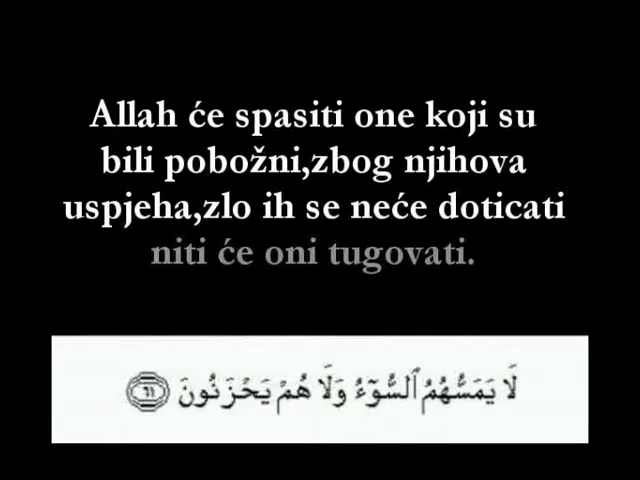 Allah će spasiti one koji su
bili pobožni,zbog njihova
uspjeha,zlo ih se neće doticati
niti će oni tugovati.
لَا يَمَسُّهُمُ ٱلسُّوٓءُ وَلَا هُمْ يَحْزَنُونَ ٦١